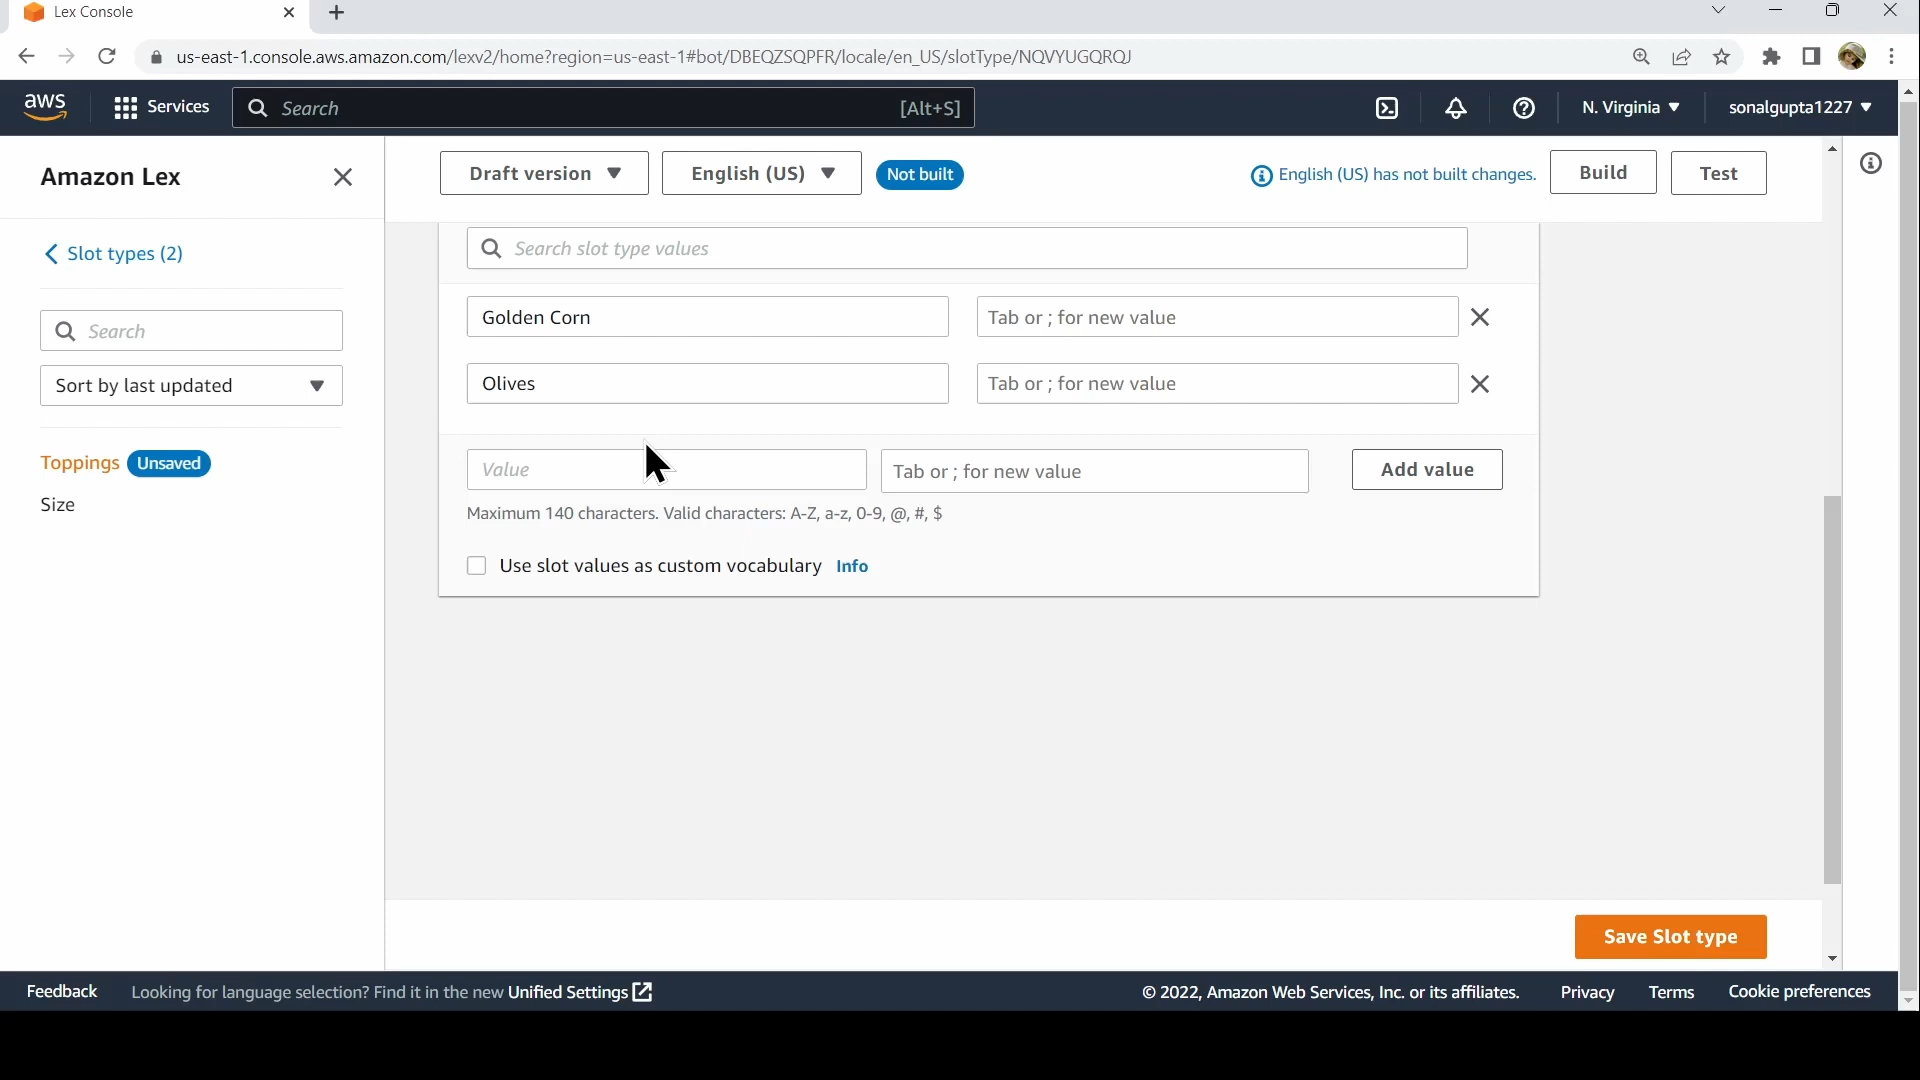 Lex Console
us-east-1.console.aws.amazon.com/lexv2/home?region=us-east-1#bot/DBEQZSQPFR/locale/en_US/slotType/NQVYUGQRQJ
aws
Services
Search
[Alt+S]
N. Virginia
sonalgupta1227
Amazon Lex
Draft version
English (US)
Not built
English (US) has not built changes.
Build
Test
Slot types (2)
Search
Sort by last updated
Toppings
Unsaved
Size
Search slot type values
Golden Corn
Tab or ; for new value
Olives
Tab or ; for new value
Value
Tab or ; for new value
Add value
Maximum 140 characters. Valid characters: A-Z, a-z, 0-9, @, #, $
Use slot values as custom vocabulary Info
Save Slot type
Feedback
Looking for language selection? Find it in the new Unified Settings
© 2022, Amazon Web Services, Inc. or its affiliates.
Privacy
Terms
Cookie preferences